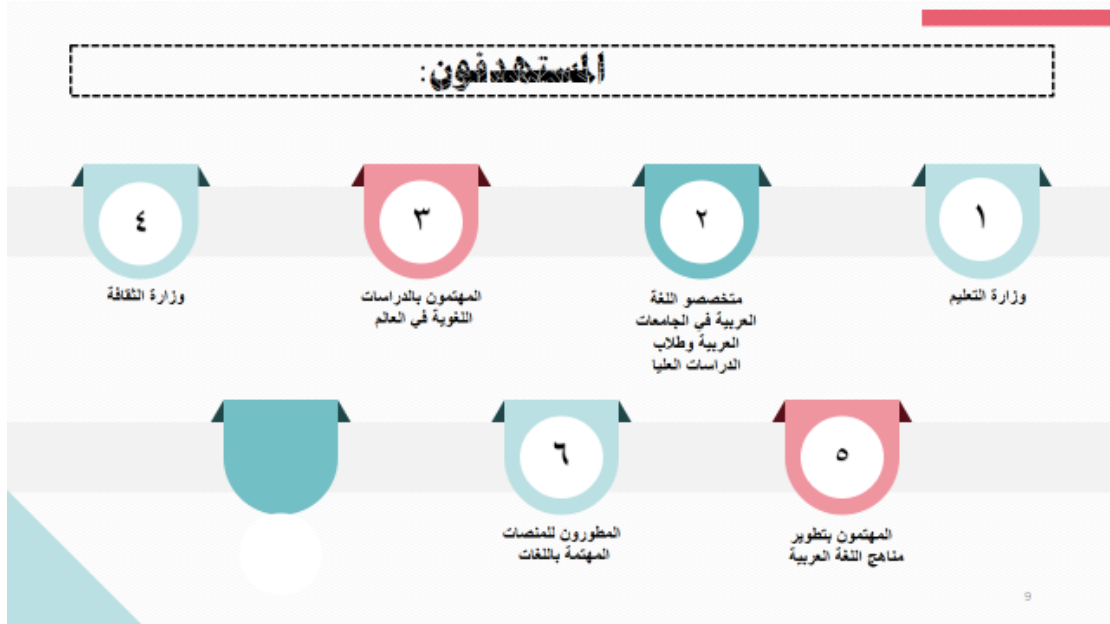 المستهدفون:
١
وزارة التعليم
٢
متخصصو اللغة
العربية في الجامعات
العربية وطلاب
الدراسات العليا
٣
المهتمون بالدراسات
اللغوية في العالم
٤
وزارة الثقافة
٥
المهتمون بتطوير
مناهج اللغة العربية
٦
المطورون للمنصات
المهتمة باللغات
9